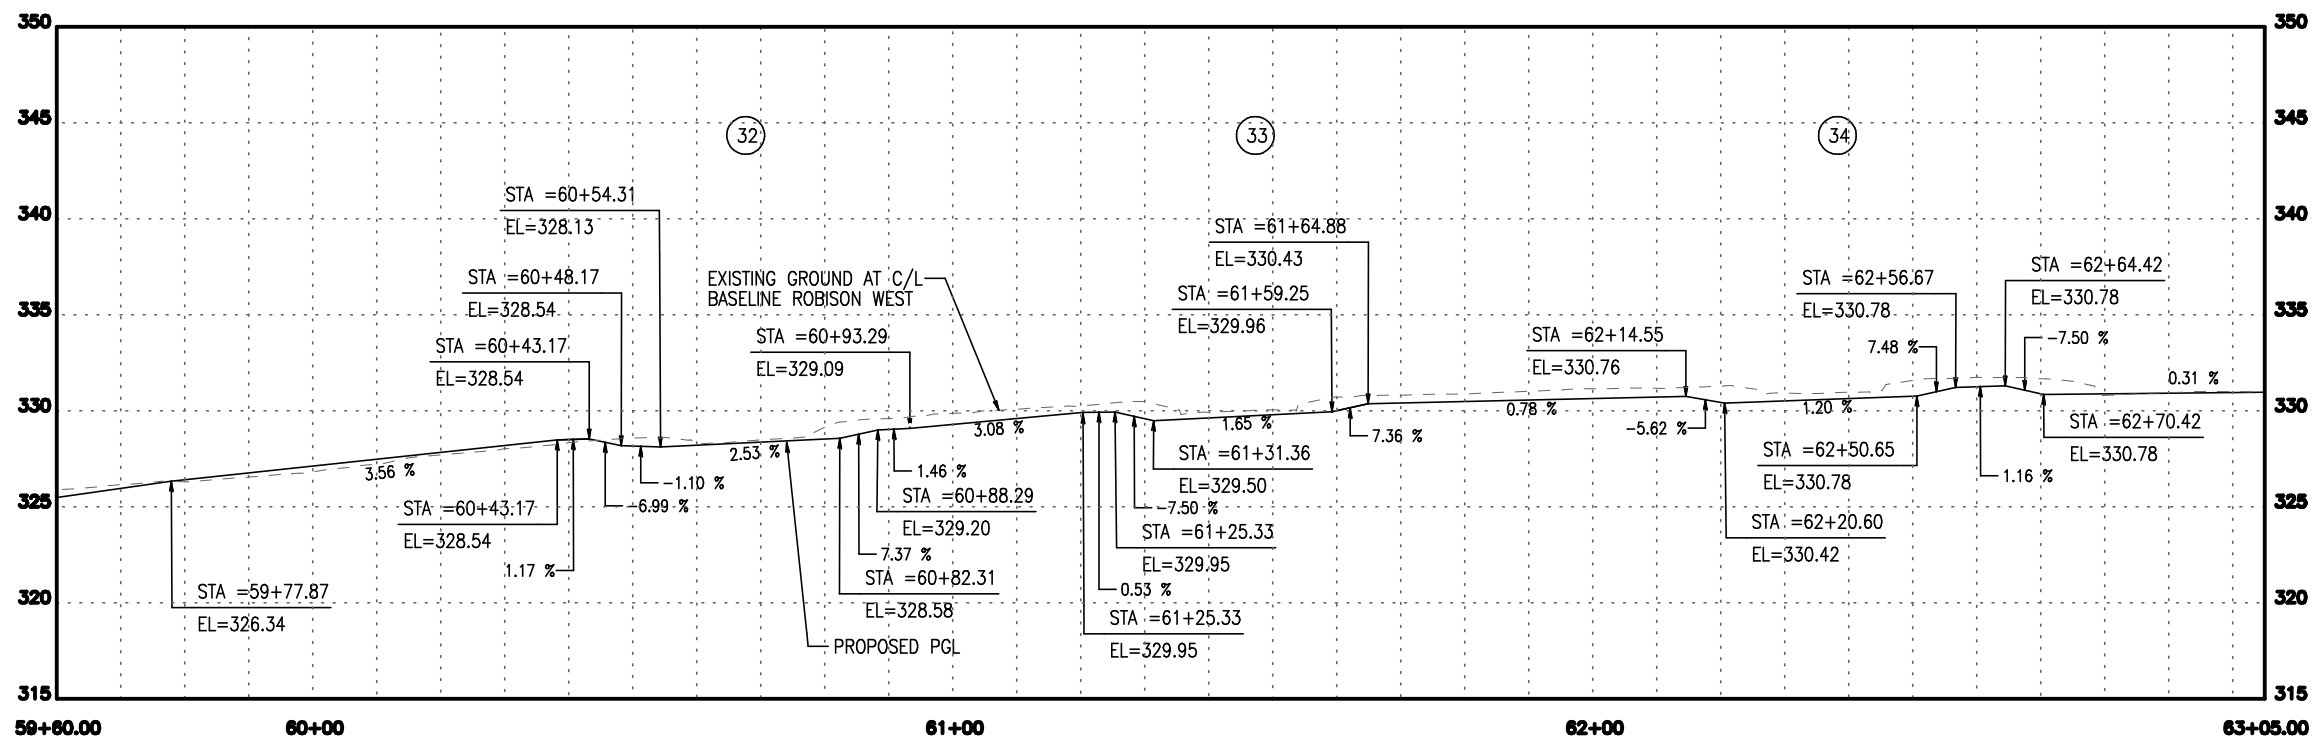 350
350
345
345
32
33
34
STA =60+54.31
EL=328.13
340
340
STA =61+64.88
EL=330.43
STA =60+48.17
EL=328.54
EXISTING GROUND AT C/L
BASELINE ROBISON WEST
STA =62+56.67
EL=330.78
STA =62+64.42
EL=330.78
STA =61+59.25
EL=329.96
335
335
STA =60+43.17
EL=328.54
STA =60+93.29
EL=329.09
STA =62+14.55
EL=330.76
7.48 %
-7.50 %
0.31 %
330
330
3.56 %
2.53 %
3.08 %
1.65 %
0.78 %
1.20 %
7.36 %
-5.62 %
STA =62+70.42
EL=330.78
-1.10 %
-6.99 %
1.46 %
STA =61+31.36
EL=329.50
STA =62+50.65
EL=330.78
1.16 %
325
325
STA =60+43.17
EL=328.54
STA =60+88.29
EL=329.20
-7.50 %
STA =62+20.60
EL=330.42
STA =61+25.33
EL=329.95
1.17 %
7.37 %
STA =60+82.31
EL=328.58
0.53 %
320
320
STA =59+77.87
EL=326.34
STA =61+25.33
EL=329.95
PROPOSED PGL
315
315
59+60.00
60+00
61+00
62+00
63+05.00